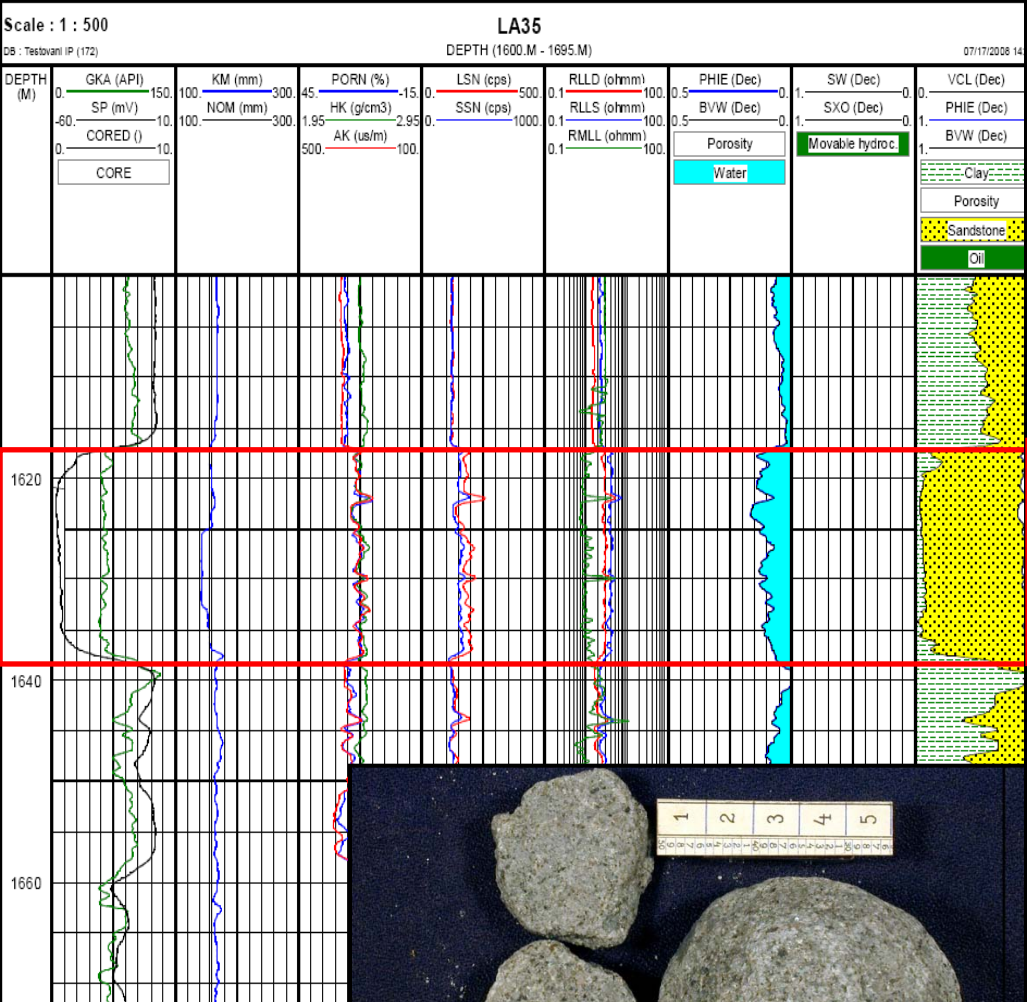 Scale : 1 : 500
LA35
DB : Testovani IP (172)
DEPTH (1600.M - 1695.M)
07/17/2008 14:
DEPTH
(M)
GKA (API)
0. 150.
SP (mV)
-60. 10.
CORED ()
0. 10.
CORE
KM (mm)
100. 300.
NOM (mm)
100. 300.
PORN (%)
45. -15.
HK (g/cm3)
1.95 2.95
AK (us/m)
500. 100.
LSN (cps)
0. 500.
SSN (cps)
0. 1000.
RLLD (ohmm)
0.1 100.
RLLS (ohmm)
0.1 100.
RMLL (ohmm)
0.1 100.
PHIE (Dec)
0.5 0.
BVW (Dec)
0.5 0.
Porosity
Water
SW (Dec)
1. 0.
SXO (Dec)
1. 0.
Movable hydroc.
VCL (Dec)
0.
PHIE (Dec)
1.
BVW (Dec)
1.
Clay
Porosity
Sandstone
Oil
1620
1640
1660
1 2 3 4 5